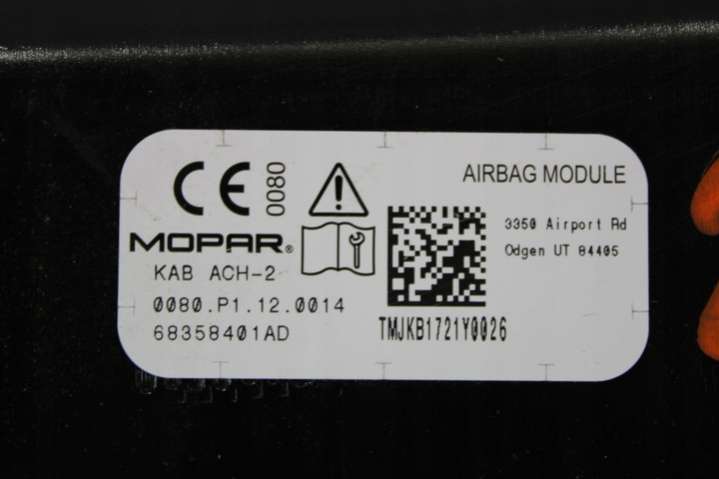 CE 0080
AIRBAG MODULE
3350 Airport Rd
Odgen UT 84405
MOPAR®
KAB ACH-2
0080.P1.12.0014
68358401AD
TMJKB1721Y0026